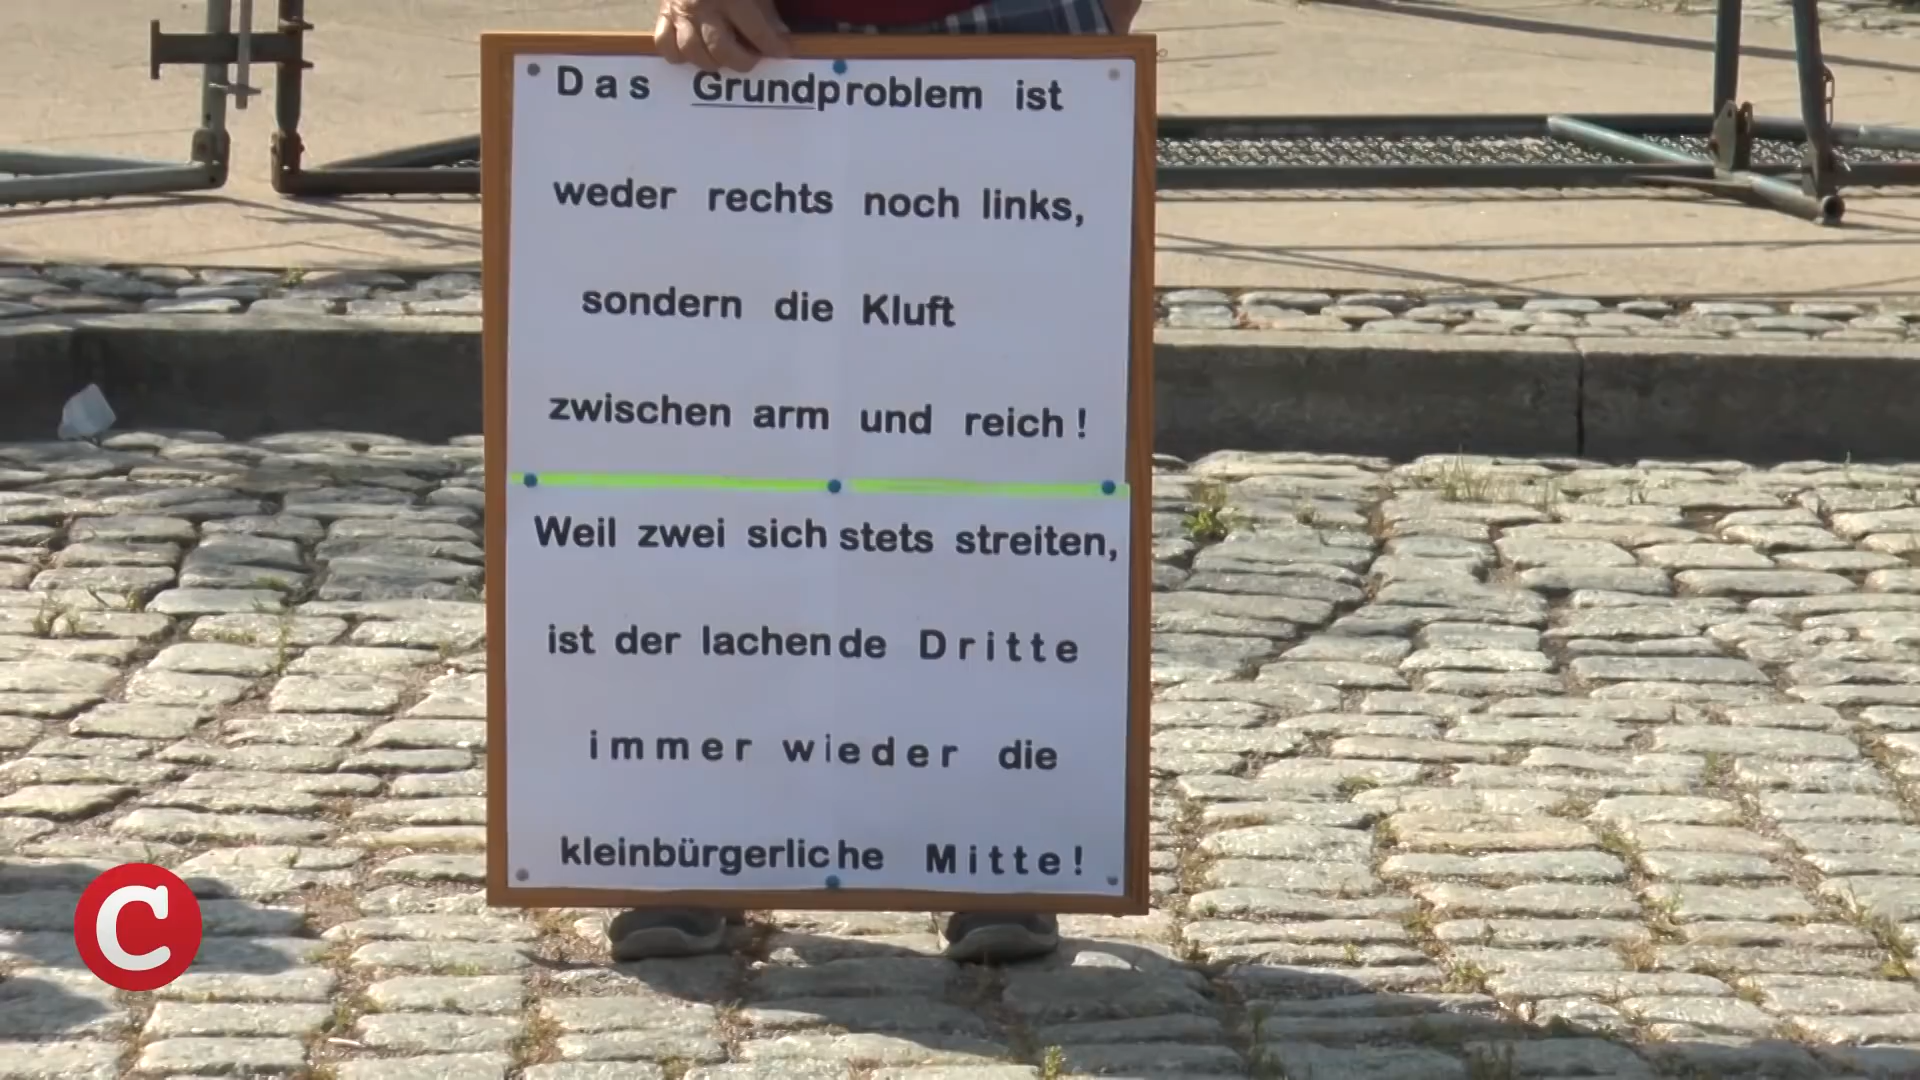 Das Grundproblem ist
weder rechts noch links,
sondern die Kluft
zwischen arm und reich!
Weil zwei sich stets streiten,
ist der lachende Dritte
immer wieder die
kleinbürgerliche Mitte!
C